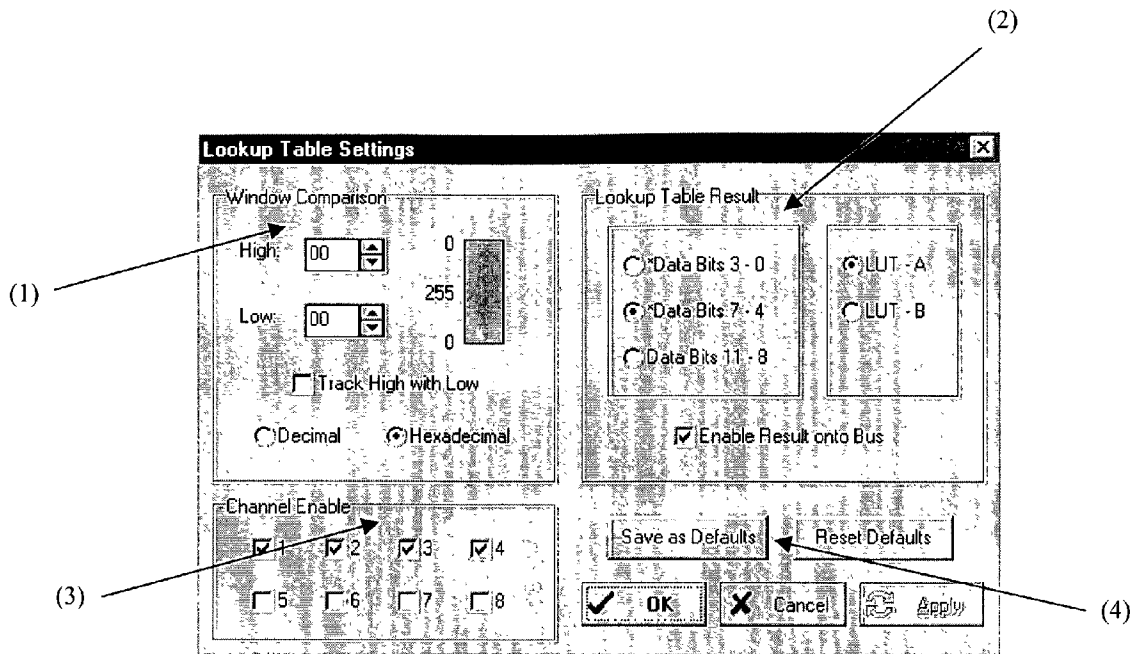 (2)
Lookup Table Settings
Window Comparison
High: 00
0
255
Low: 00
0
Track High with Low
Decimal Hexadecimal
Lookup Table Result
*Data Bits 3 - 0
*Data Bits 7 - 4
Data Bits 11 - 8
LUT - A
LUT - B
Enable Result onto Bus
(1)
Channel Enable
1 2 3 4
5 6 7 8
(3)
Save as Defaults Reset Defaults
OK Cancel Apply
(4)